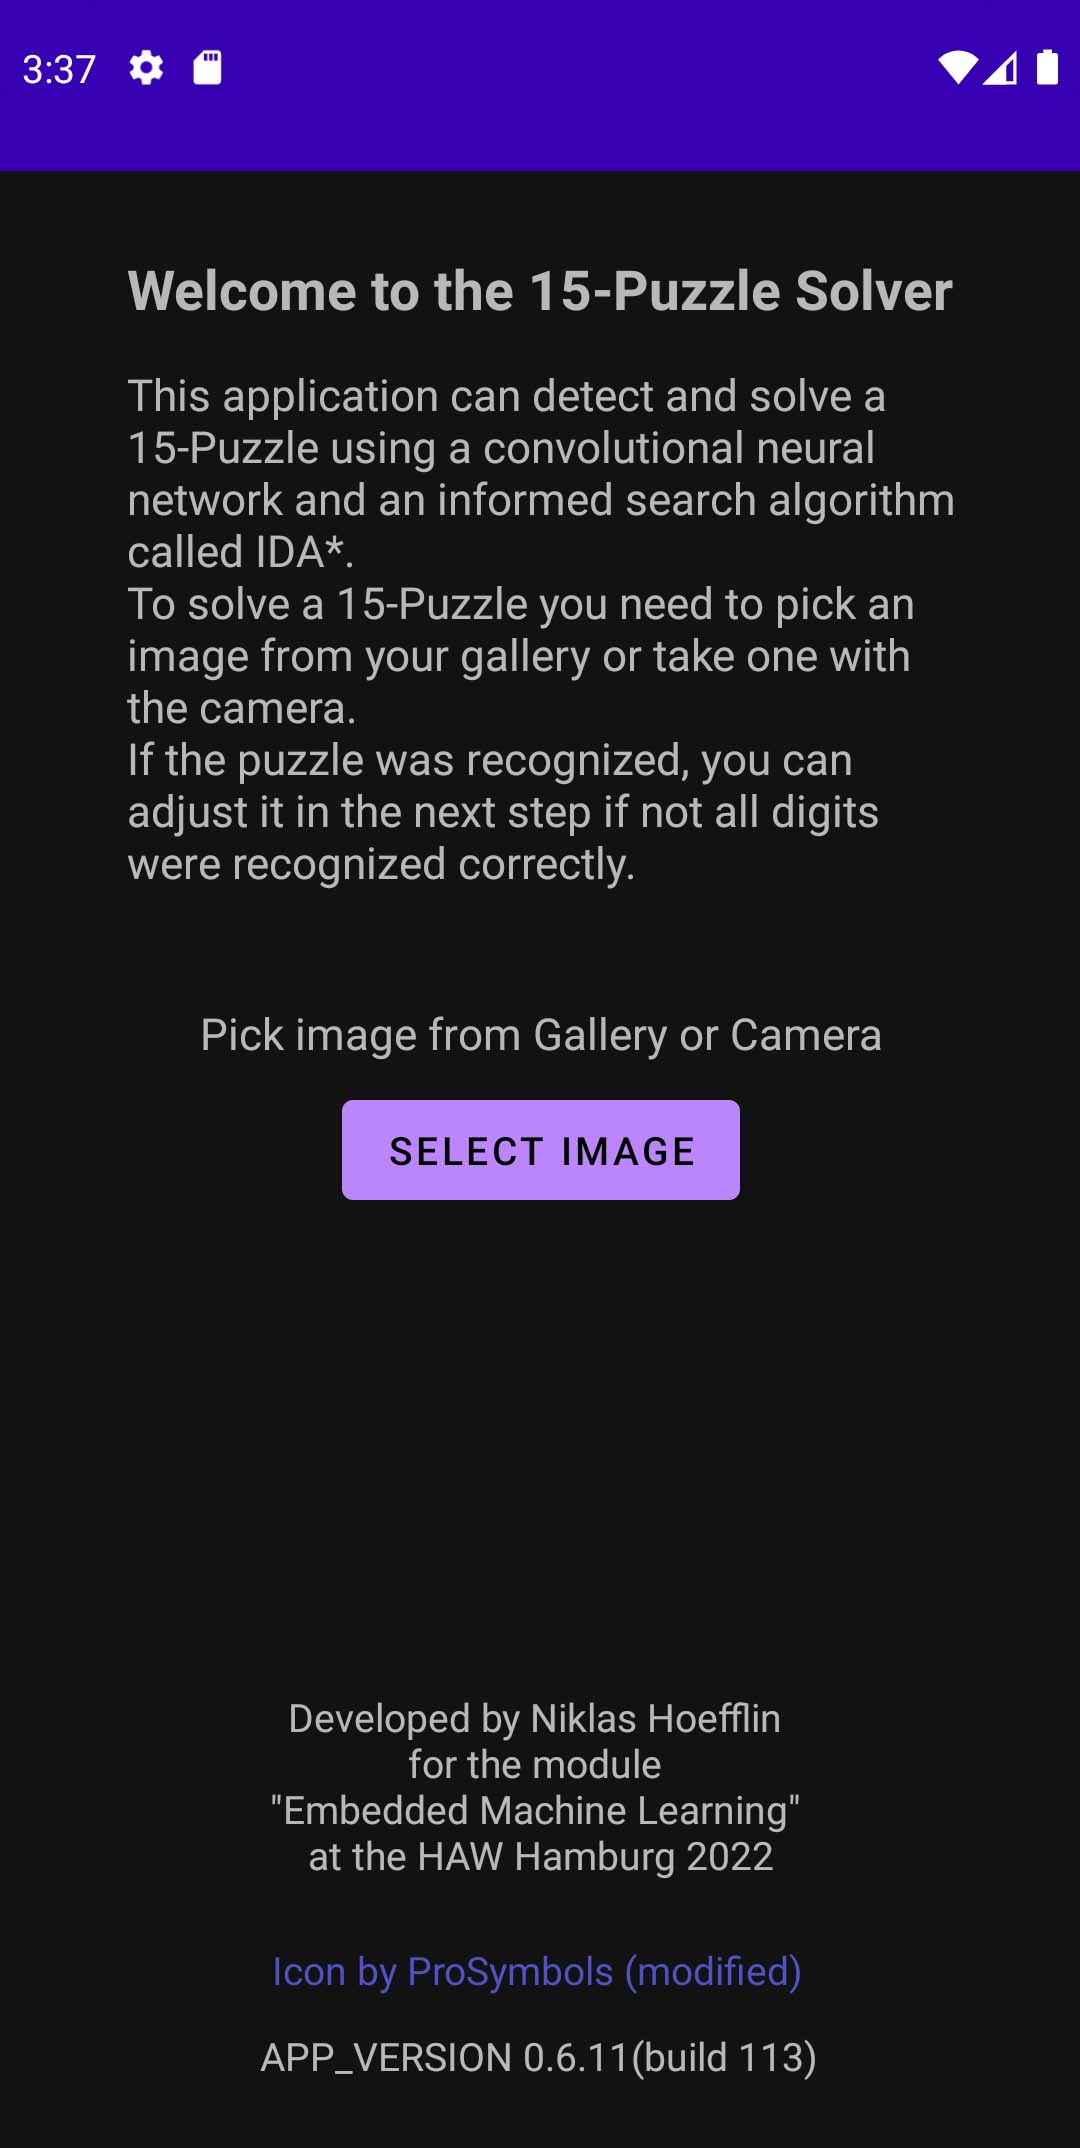 3:37
Welcome to the 15-Puzzle Solver
This application can detect and solve a
15-Puzzle using a convolutional neural
network and an informed search algorithm
called IDA*.
To solve a 15-Puzzle you need to pick an
image from your gallery or take one with
the camera.
If the puzzle was recognized, you can
adjust it in the next step if not all digits
were recognized correctly.
Pick image from Gallery or Camera
SELECT IMAGE
Developed by Niklas Hoefflin
for the module
"Embedded Machine Learning"
at the HAW Hamburg 2022
Icon by ProSymbols (modified)
APP_VERSION 0.6.11(build 113)